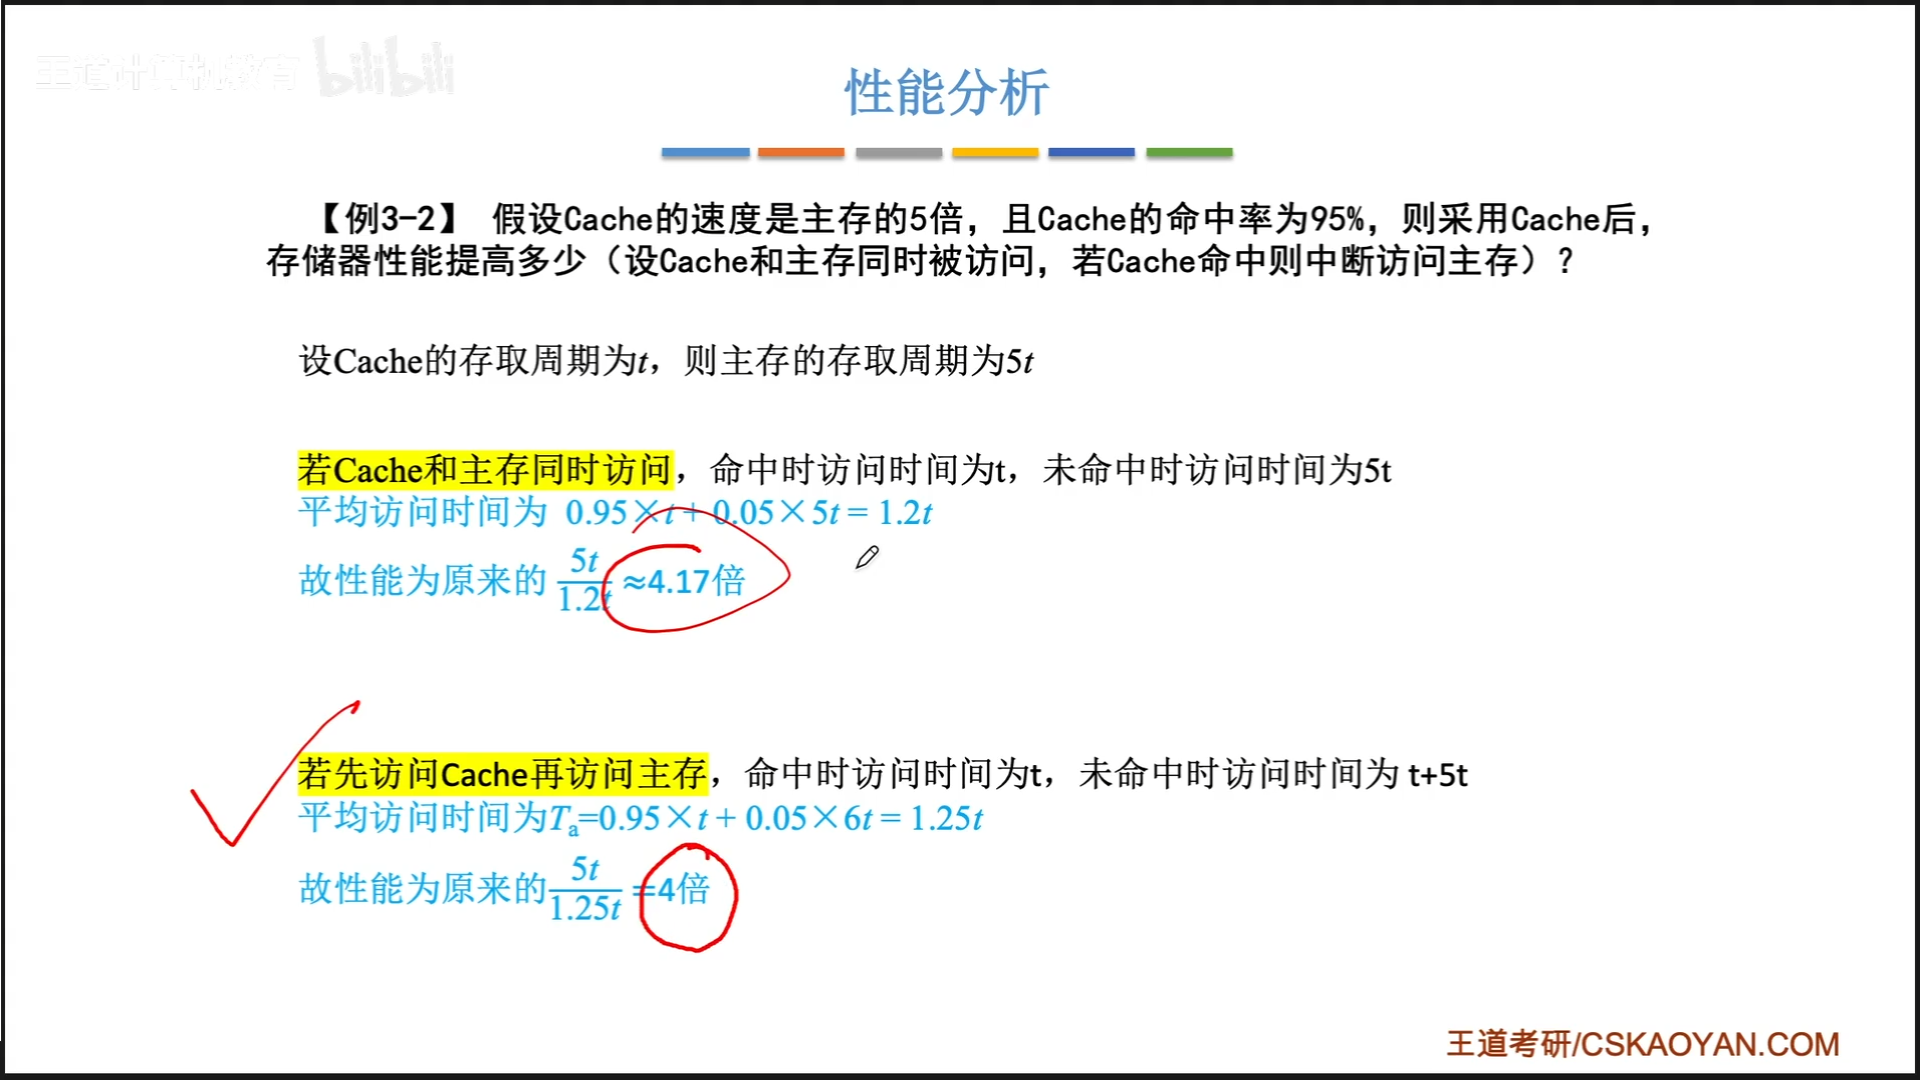 王道计算机教育 bilibili
性能分析
【例3-2】 假设Cache的速度是主存的5倍，且Cache的命中率为95%，则采用Cache后，
存储器性能提高多少（设Cache和主存同时被访问，若Cache命中则中断访问主存）？
设Cache的存取周期为t，则主存的存取周期为5t
若Cache和主存同时访问，命中时访问时间为t，未命中时访问时间为5t
平均访问时间为 0.95×t + 0.05×5t = 1.2t
故性能为原来的 5t/1.2t ≈4.17倍
若先访问Cache再访问主存，命中时访问时间为t，未命中时访问时间为 t+5t
平均访问时间为Ta=0.95×t + 0.05×6t = 1.25t
故性能为原来的5t/1.25t =4倍
王道考研/CSKAOYAN.COM